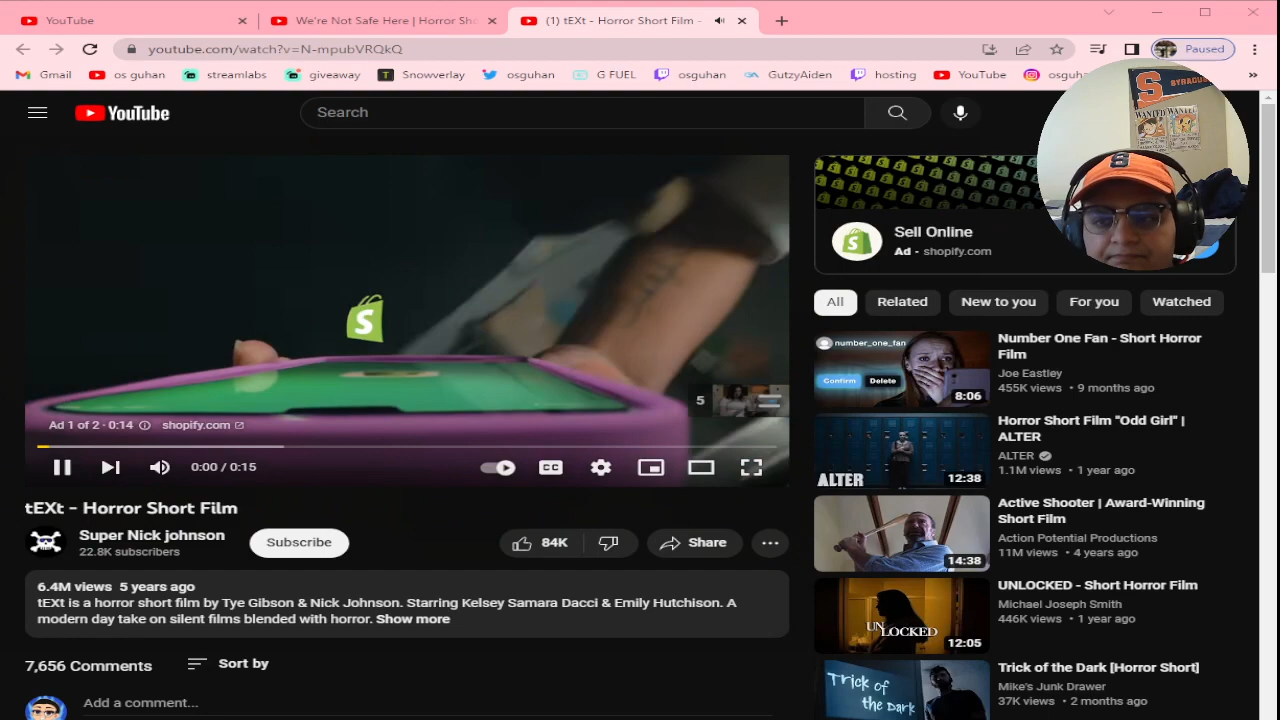 YouTube
We're Not Safe Here | Horror Sho
(1) tEXt - Horror Short Film -
youtube.com/watch?v=N-mpubVRQkQ
Paused
Gmail
os guhan
streamlabs
giveaway
Snowverlay
osguhan
G FUEL
osguhan
GutzyAiden
hosting
YouTube
osguha
YouTube
Search
S
SYRACUS
WANTED WANTED
S
S
5
Ad 1 of 2 · 0:14 shopify.com
0:00 / 0:15
CC
tEXt - Horror Short Film
Super Nick johnson
22.8K subscribers
Subscribe
84K
Share
6.4M views 5 years ago
tEXt is a horror short film by Tye Gibson & Nick Johnson. Starring Kelsey Samara Dacci & Emily Hutchison. A
modern day take on silent films blended with horror. Show more
7,656 Comments
Sort by
Add a comment...
S
Sell Online
Ad · shopify.com
All
Related
New to you
For you
Watched
number_one_fan
Confirm
Delete
8:06
Number One Fan - Short Horror
Film
Joe Eastley
455K views • 9 months ago
ALTER
12:38
Horror Short Film "Odd Girl" |
ALTER
ALTER
1.1M views • 1 year ago
14:38
Active Shooter | Award-Winning
Short Film
Action Potential Productions
11M views • 4 years ago
UNLOCKED
12:05
UNLOCKED - Short Horror Film
Michael Joseph Smith
446K views • 1 year ago
Trick of
the Dark
Trick of the Dark [Horror Short]
Mike's Junk Drawer
37K views • 2 months ago